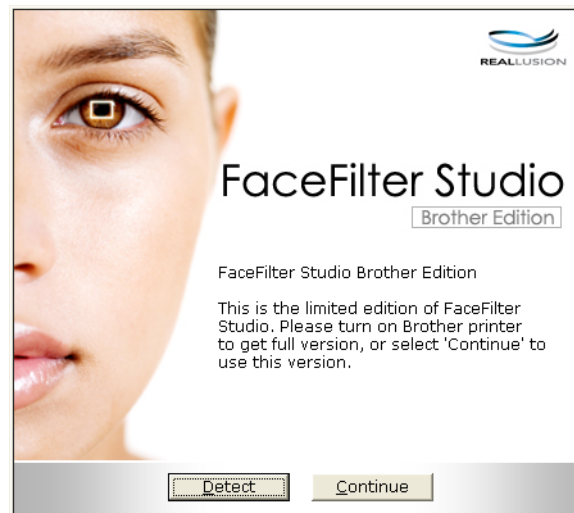 REALLUSION
FaceFilter Studio
Brother Edition
FaceFilter Studio Brother Edition
This is the limited edition of FaceFilter
Studio. Please turn on Brother printer
to get full version, or select 'Continue' to
use this version.
Detect
Continue